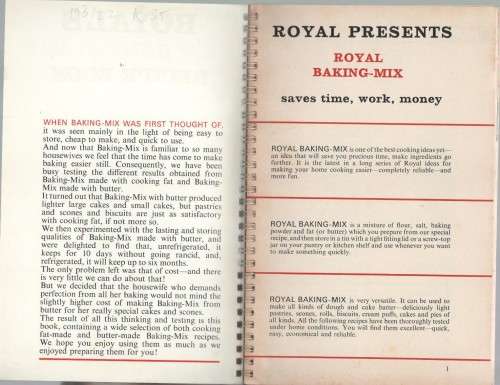 WHEN BAKING-MIX WAS FIRST THOUGHT OF,
it was seen mainly in the light of being easy to
store, cheap to make, and quick to use.
And now that Baking-Mix is familiar to so many
housewives we feel that the time has come to make
baking easier still. Consequently, we have been
busy testing the different results obtained from
Baking-Mix made with cooking fat and Baking-
Mix made with butter.
It turned out that Baking-Mix with butter produced
lighter large cakes and small cakes, but pastries
and scones and biscuits are just as satisfactory
with cooking fat, if not more so.
We then experimented with the lasting and storing
qualities of Baking-Mix made with butter, and
were delighted to find that, unrefrigerated, it
keeps for 10 days without going rancid, and,
refrigerated, it will keep up to six months.
The only problem left was that of cost—and there
is very little we can do about that!
But we decided that the housewife who demands
perfection from all her baking would not mind the
slightly higher cost of making Baking-Mix from
butter for her really special cakes and scones.
The result of all this thinking and testing is this
book, containing a wide selection of both cooking
fat-made and butter-made Baking-Mix recipes.
We hope you enjoy using them as much as we
enjoyed preparing them for you!
ROYAL PRESENTS
ROYAL
BAKING-MIX
saves time, work, money
ROYAL BAKING-MIX is one of the best cooking ideas yet—
an idea that will save you precious time, make ingredients go
further. It is the latest in a long series of Royal ideas for
making your home cooking easier—completely reliable—and
more fun.
ROYAL BAKING-MIX is a mixture of flour, salt, baking
powder and fat (or butter) which you prepare from our special
recipe, and then store in a tin with a tight fitting lid or a screw-top
jar on your pastry or kitchen shelf and use whenever you want
to make something quickly.
ROYAL BAKING-MIX is very versatile. It can be used to
make all kinds of dough and cake batter—deliciously light
pastries, scones, rolls, biscuits, cream puffs, cakes and pies of
all kinds. All the following recipes have been thoroughly tested
under home conditions. You will find them excellent—quick,
easy, economical and reliable.
1